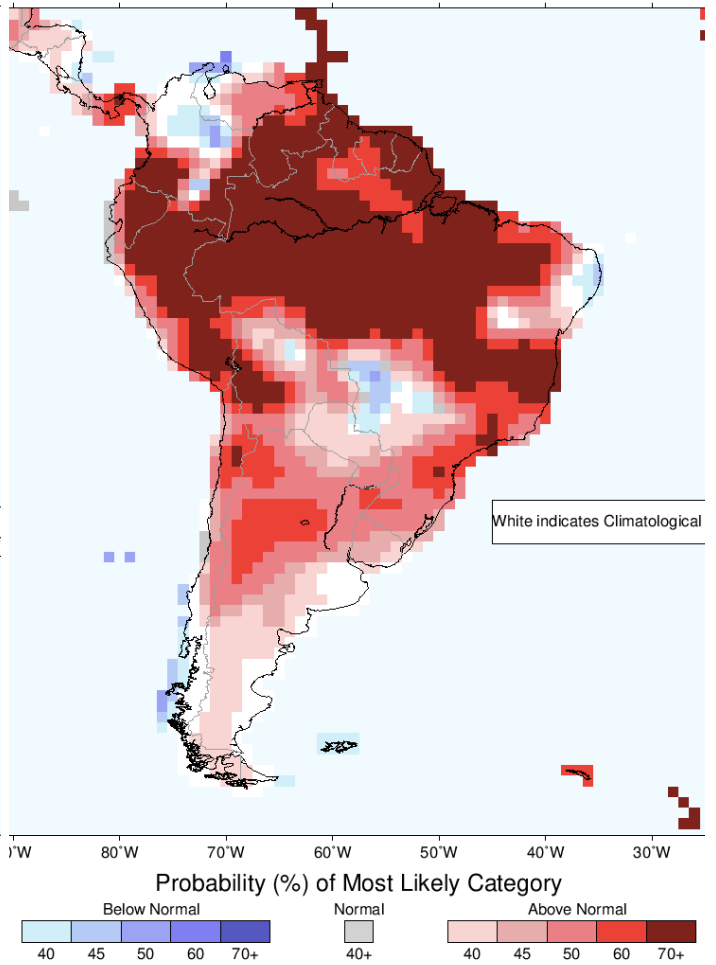 White indicates Climatological
0˚W 80˚W 70˚W 60˚W 50˚W 40˚W 30˚W
Probability (%) of Most Likely Category
Below Normal Normal Above Normal
40 45 50 60 70+ 40+ 40 45 50 60 70+